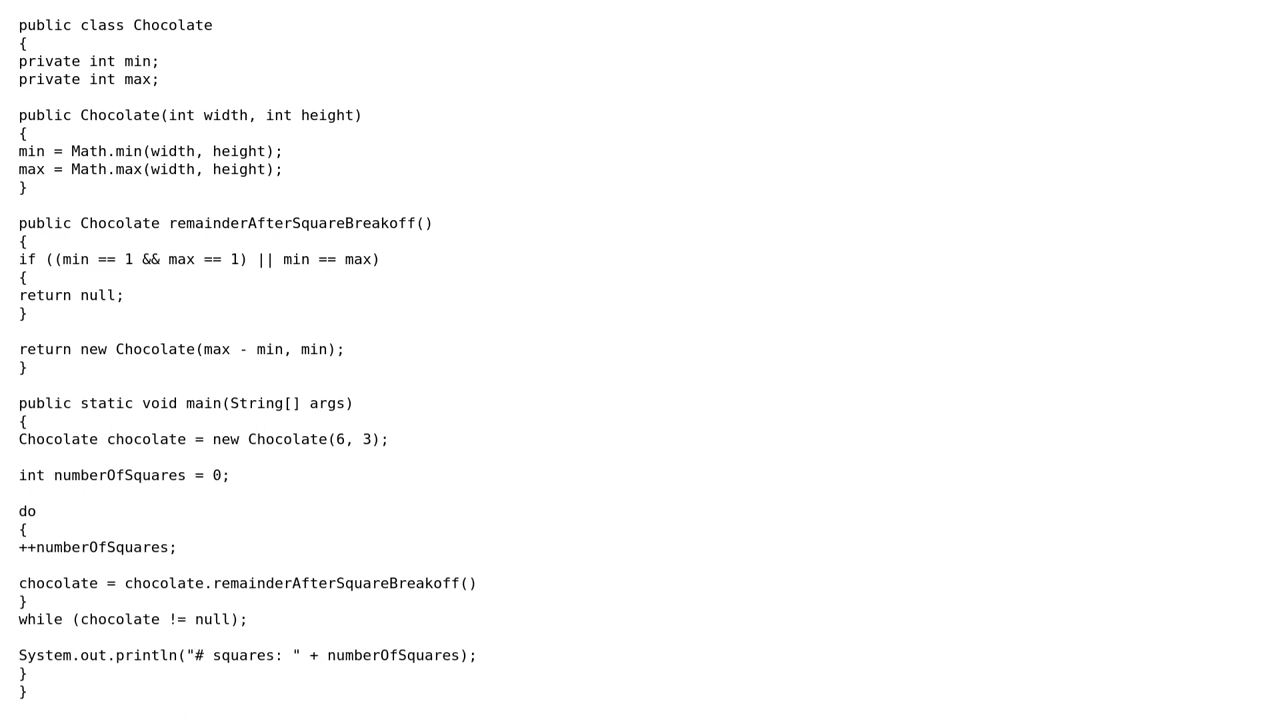 public class Chocolate
{
private int min;
private int max;

public Chocolate(int width, int height)
{
min = Math.min(width, height);
max = Math.max(width, height);
}

public Chocolate remainderAfterSquareBreakoff()
{
if ((min == 1 && max == 1) || min == max)
{
return null;
}

return new Chocolate(max - min, min);
}

public static void main(String[] args)
{
Chocolate chocolate = new Chocolate(6, 3);

int numberOfSquares = 0;

do
{
++numberOfSquares;

chocolate = chocolate.remainderAfterSquareBreakoff()
}
while (chocolate != null);

System.out.println("# squares: " + numberOfSquares);
}
}